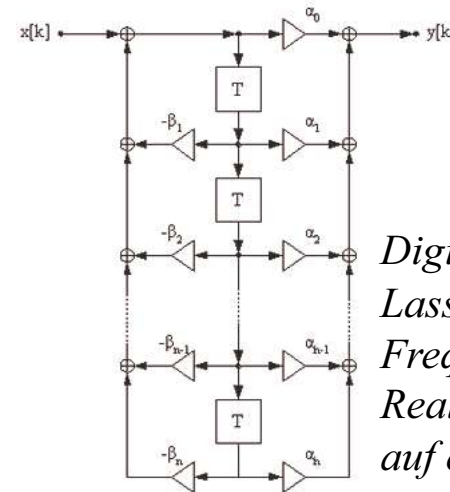 x[k]
α₀
y[k
T
-β₁
α₁
T
-β₂
α₂
Digi
Lass
Freq
-βₙ₋₁
αₙ₋₁
Real
T
auf
-βₙ
αₙ